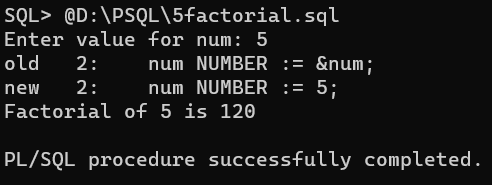 SQL> @D:\PSQL\5factorial.sql
Enter value for num: 5
old   2:    num NUMBER := &num;
new   2:    num NUMBER := 5;
Factorial of 5 is 120

PL/SQL procedure successfully completed.